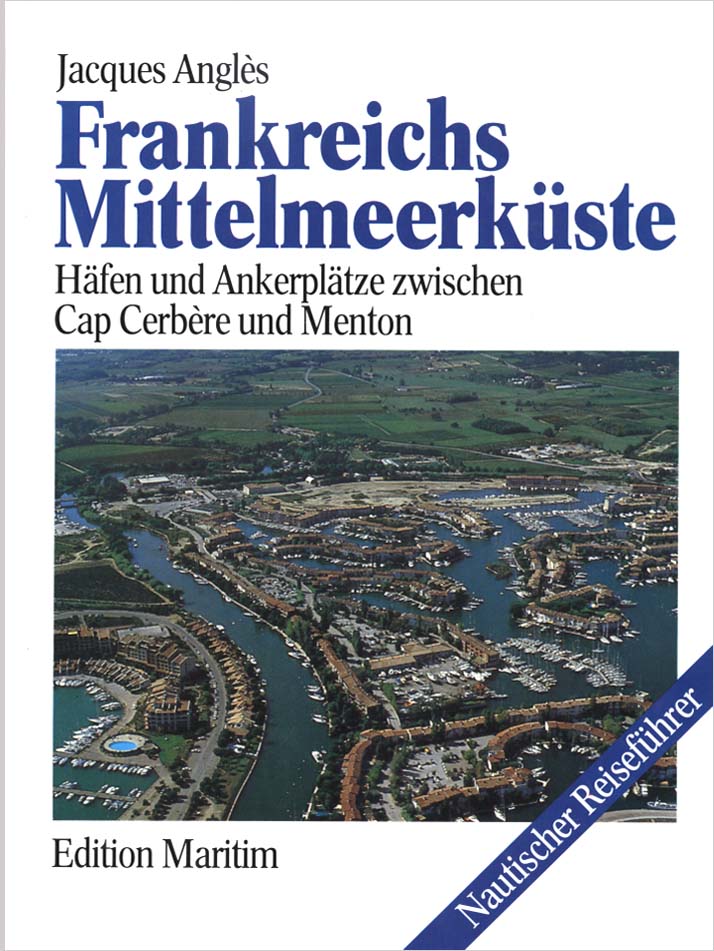 Jacques Anglès
Frankreichs
Mittelmeerküste
Häfen und Ankerplätze zwischen
Cap Cerbère und Menton
Edition Maritim
Nautischer Reiseführer